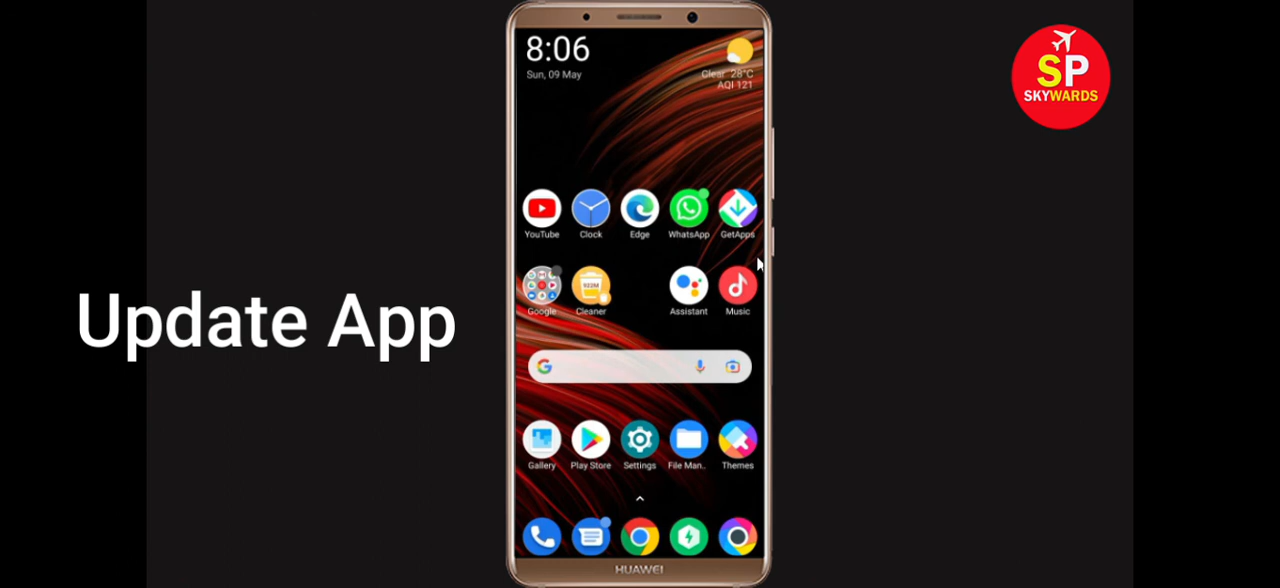 8:06
Sun, 09 May
Clear 28°C
AQI 121
SP
SKYWARDS
YouTube Clock Edge WhatsApp GetApps
Google Cleaner Assistant Music
Update App
Gallery Play Store Settings File Man.. Themes
HUAWEI